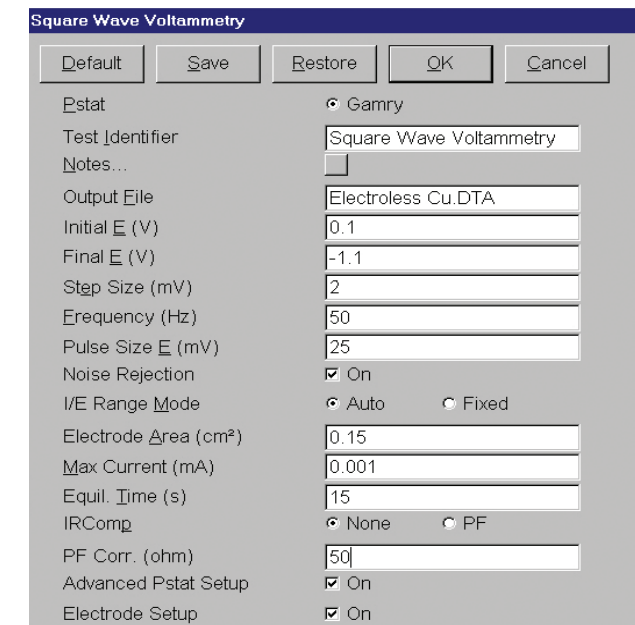 Square Wave Voltammetry
Default Save Restore OK Cancel
Pstat Gamry
Test Identifier Square Wave Voltammetry
Notes...
Output File Electroless Cu.DTA
Initial E (V) 0.1
Final E (V) -1.1
Step Size (mV) 2
Frequency (Hz) 50
Pulse Size E (mV) 25
Noise Rejection On
I/E Range Mode Auto Fixed
Electrode Area (cm²) 0.15
Max Current (mA) 0.001
Equil. Time (s) 15
IRComp None PF
PF Corr. (ohm) 50
Advanced Pstat Setup On
Electrode Setup On